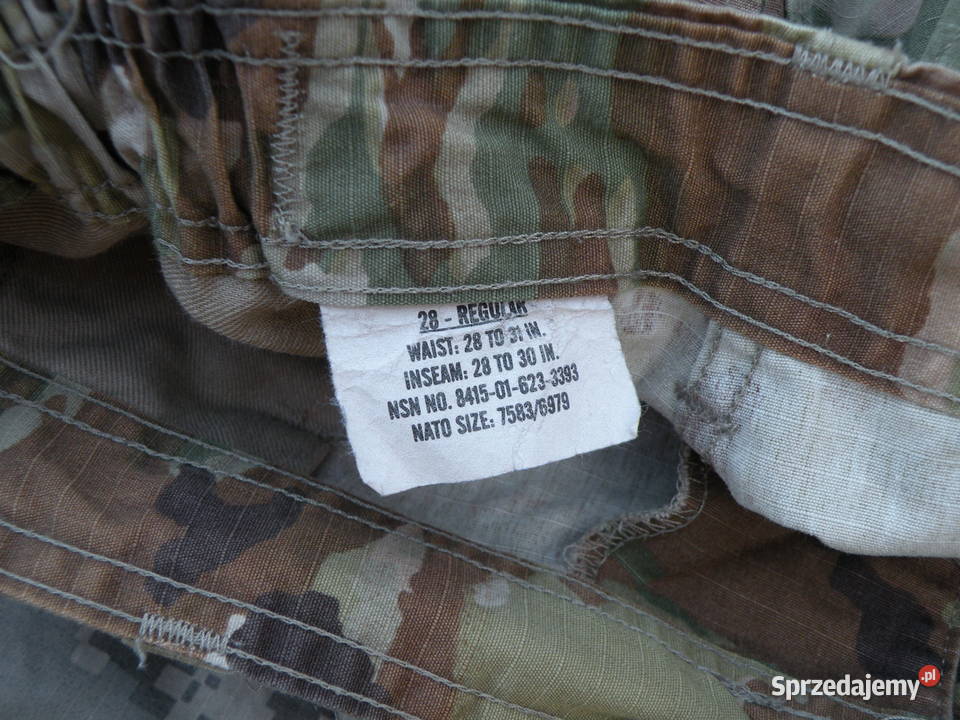 28 - REGULAR
WAIST: 28 TO 31 IN.
INSEAM: 28 TO 30 IN.
NSN NO. 8415-01-623-3393
NATO SIZE: 7583/6979
Sprzedajemy.pl